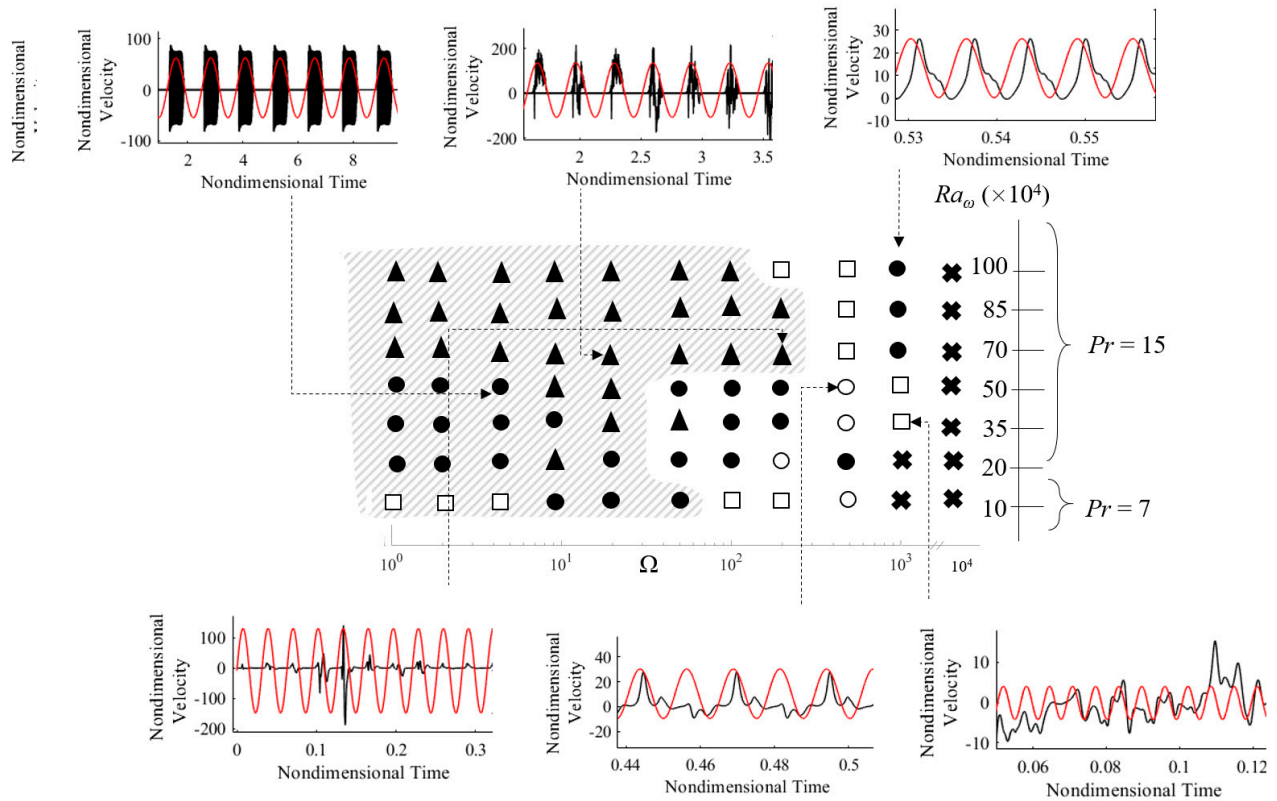 Nondimensional
Nondimensional
Velocity
100
0
-100
2
4
6
8
Nondimensional Time
Nondimensional
Velocity
200
0
-200
2
2.5
3
3.5
Nondimensional Time
Nondimensional
Velocity
40
30
20
10
0
-10
0.53
0.54
0.55
Nondimensional Time
Raω (×10⁴)
100
85
70
50
35
20
10
Pr = 15
Pr = 7
10⁰
10¹
Ω
10²
10³
10⁴
Nondimensional
Velocity
100
0
-100
-200
0
0.1
0.2
0.3
Nondimensional Time
Nondimensional
Velocity
40
20
0
-20
0.44
0.46
0.48
0.5
Nondimensional Time
Nondimensional
Velocity
10
0
-10
0.06
0.08
0.1
0.12
Nondimensional Time